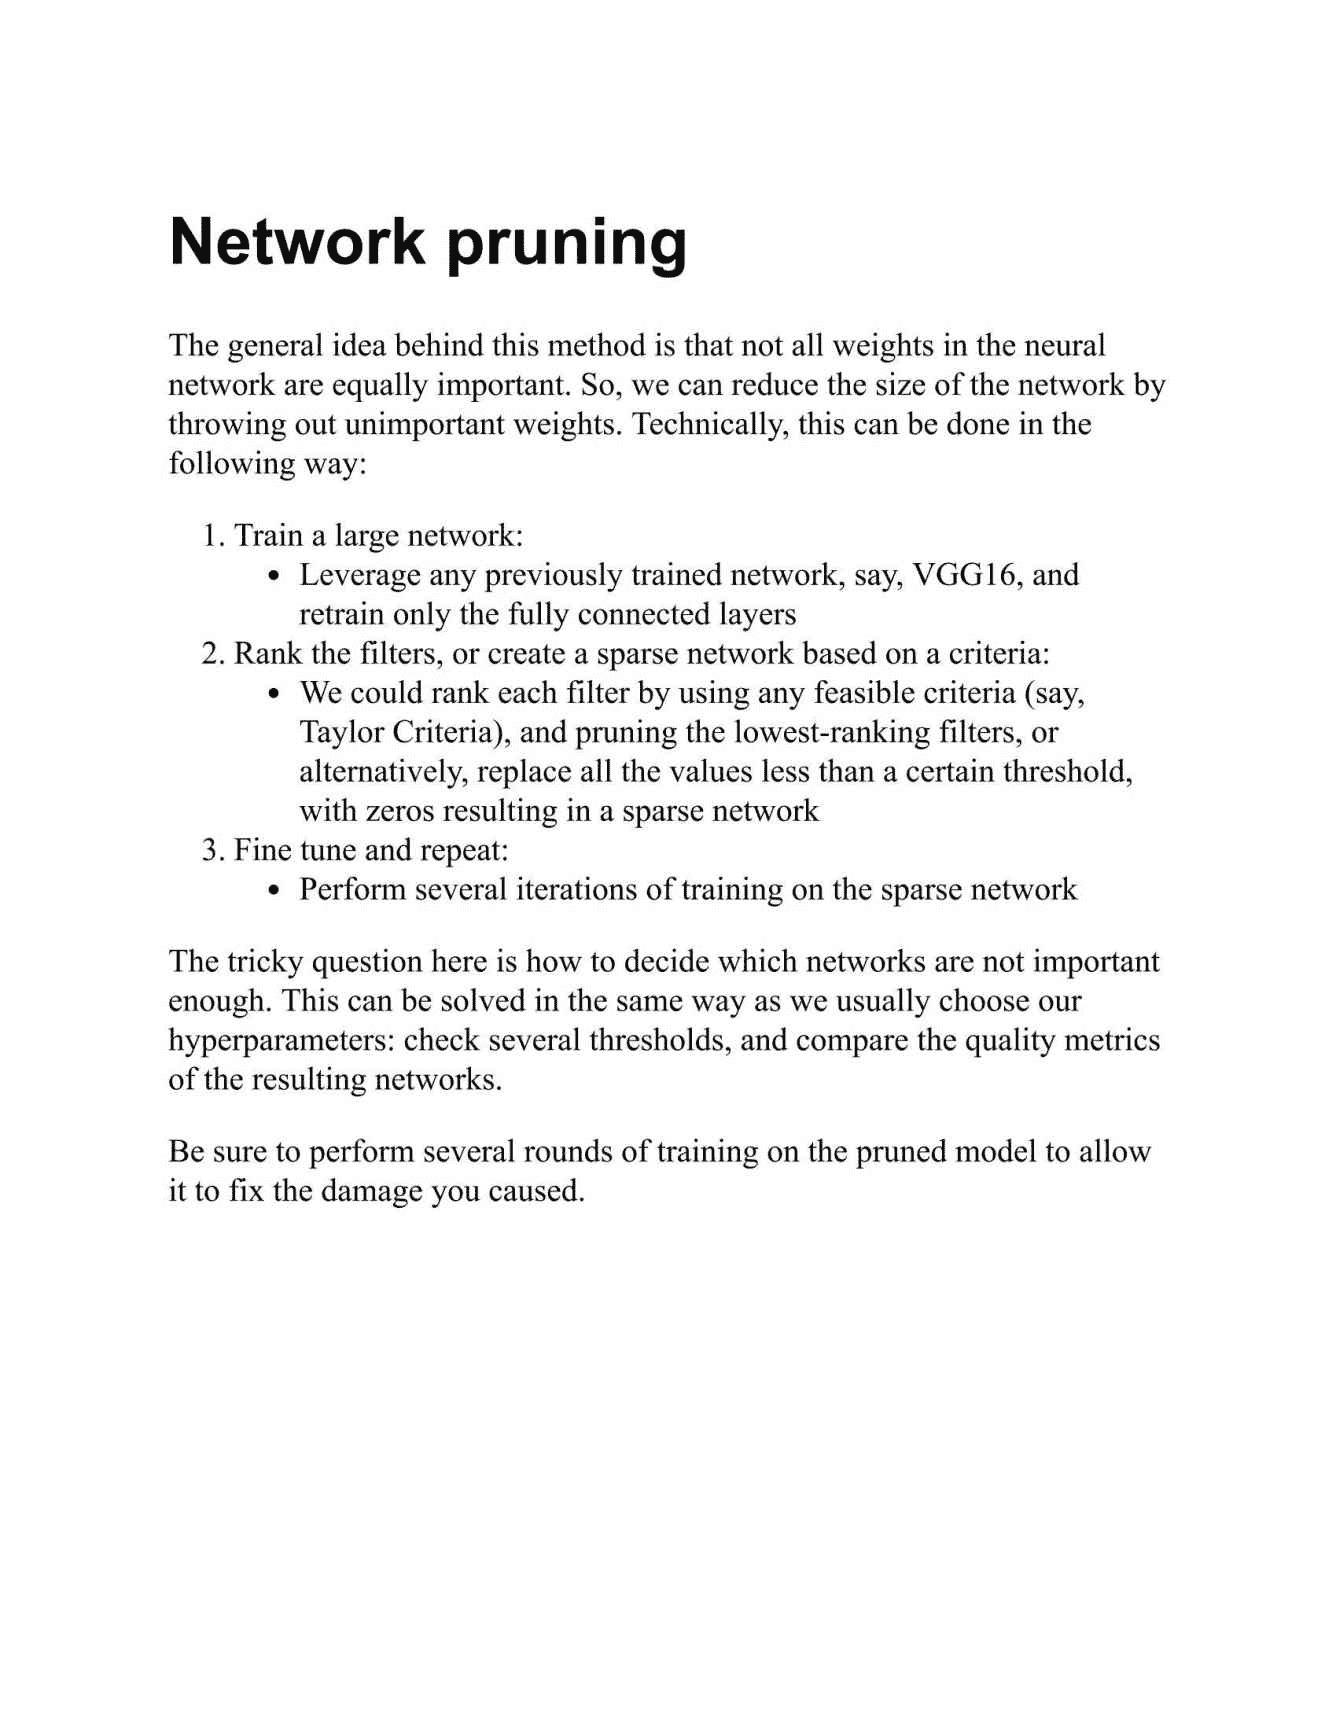 Network pruning
The general idea behind this method is that not all weights in the neural
network are equally important. So, we can reduce the size of the network by
throwing out unimportant weights. Technically, this can be done in the
following way:
1. Train a large network:
• Leverage any previously trained network, say, VGG16, and
retrain only the fully connected layers
2. Rank the filters, or create a sparse network based on a criteria:
• We could rank each filter by using any feasible criteria (say,
Taylor Criteria), and pruning the lowest-ranking filters, or
alternatively, replace all the values less than a certain threshold,
with zeros resulting in a sparse network
3. Fine tune and repeat:
• Perform several iterations of training on the sparse network
The tricky question here is how to decide which networks are not important
enough. This can be solved in the same way as we usually choose our
hyperparameters: check several thresholds, and compare the quality metrics
of the resulting networks.
Be sure to perform several rounds of training on the pruned model to allow
it to fix the damage you caused.